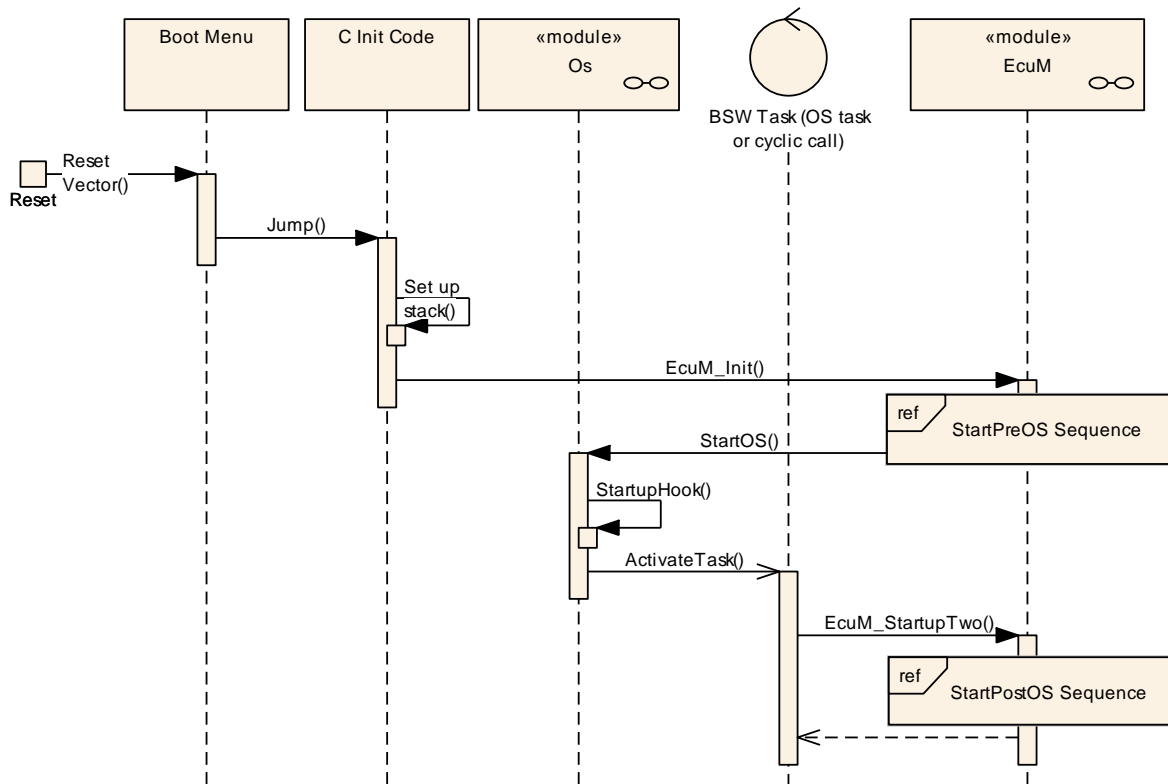 Boot Menu
C Init Code
«module»
Os
BSW Task (OS task
or cyclic call)
«module»
EcuM
Reset
Reset
Vector()
Jump()
Set up
stack()
EcuM_Init()
ref
StartPreOS Sequence
StartOS()
StartupHook()
ActivateTask()
EcuM_StartupTwo()
ref
StartPostOS Sequence